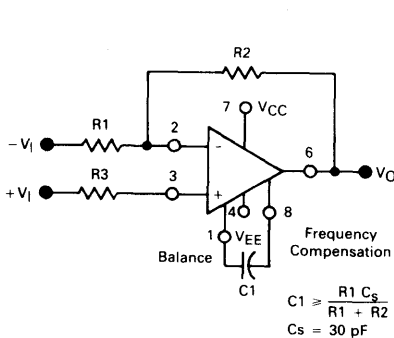 R2
7 VCC
R1
-VI
2
-
6
VO
R3
+VI
3
+
4
8
1
VEE
Frequency
Compensation
Balance
C1
C1 ≥ R1 Cs / R1 + R2
Cs = 30 pF